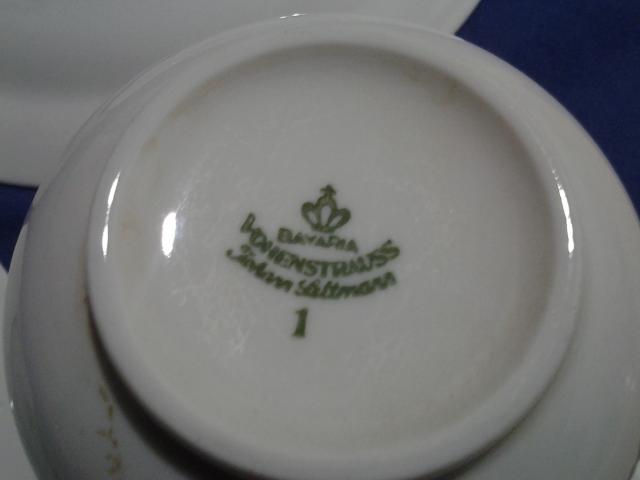 BAVARIA
VOHENSTRAUSS
Johann Seltmann
1